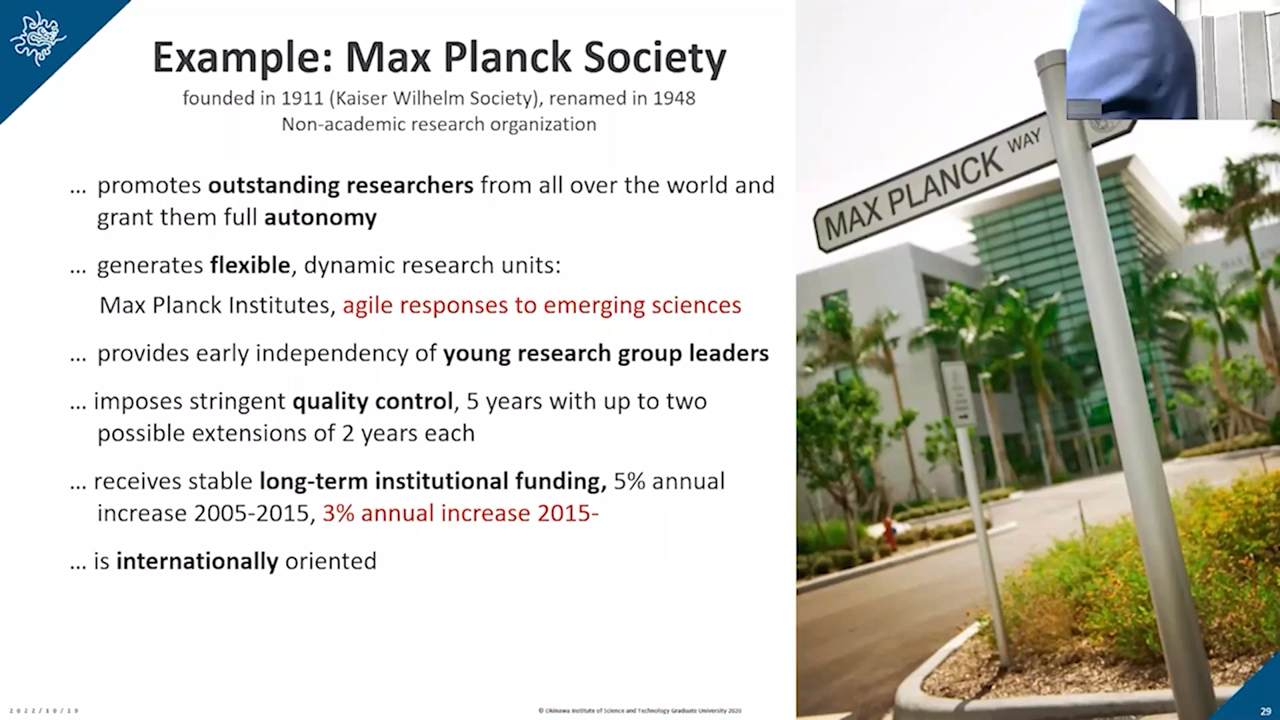 Example: Max Planck Society
founded in 1911 (Kaiser Wilhelm Society), renamed in 1948
Non-academic research organization
... promotes outstanding researchers from all over the world and
grant them full autonomy
... generates flexible, dynamic research units:
Max Planck Institutes, agile responses to emerging sciences
... provides early independency of young research group leaders
... imposes stringent quality control, 5 years with up to two
possible extensions of 2 years each
... receives stable long-term institutional funding, 5% annual
increase 2005-2015, 3% annual increase 2015-
... is internationally oriented
MAX PLANCK WAY
2022/10/19
© Okinawa Institute of Science and Technology Graduate University 2020
29